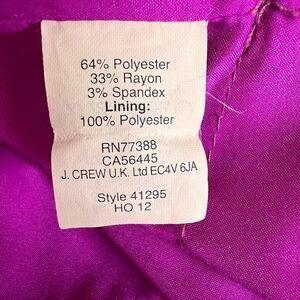 64% Polyester
33% Rayon
3% Spandex
Lining:
100% Polyester
RN77388
CA56445
J. CREW U.K. Ltd EC4V 6JA
Style 41295
HO 12